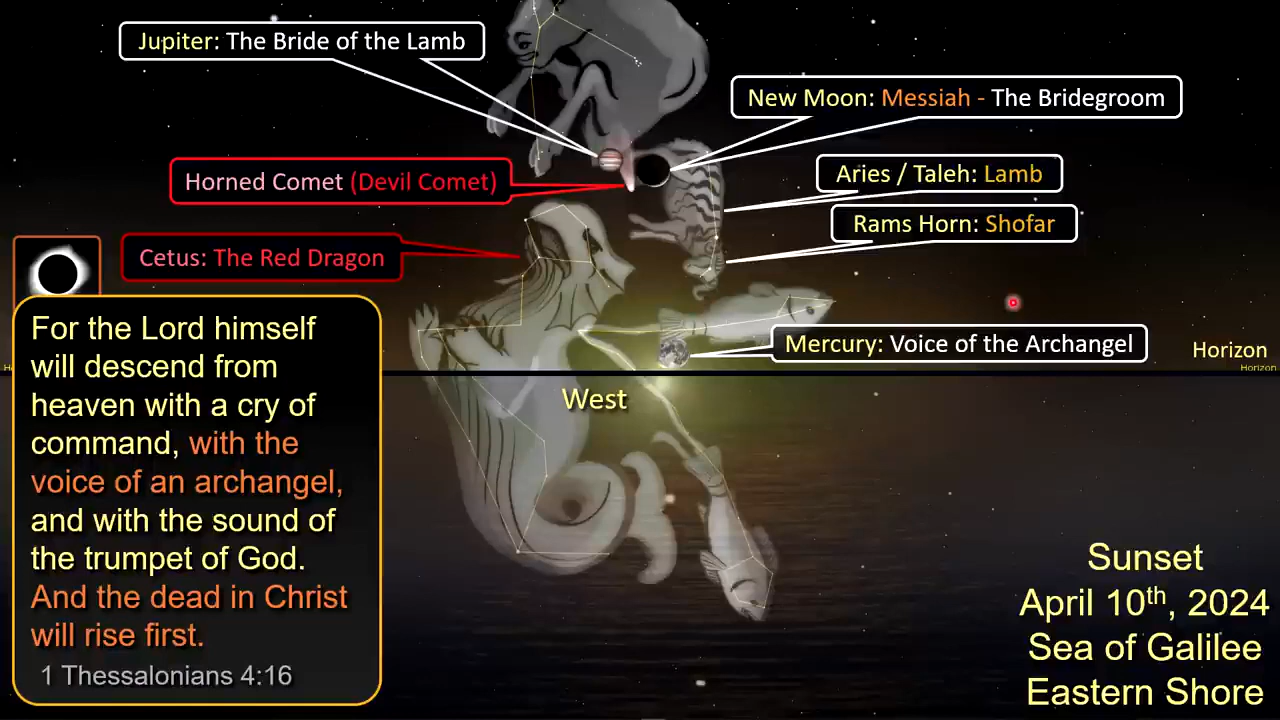 Jupiter: The Bride of the Lamb
New Moon: Messiah - The Bridegroom
Horned Comet (Devil Comet)
Aries / Taleh: Lamb
Rams Horn: Shofar
Cetus: The Red Dragon
Mercury: Voice of the Archangel
Horizon
Horizon
West
For the Lord himself
will descend from
heaven with a cry of
command, with the
voice of an archangel,
and with the sound of
the trumpet of God.
And the dead in Christ
will rise first.
1 Thessalonians 4:16
Sunset
April 10th, 2024
Sea of Galilee
Eastern Shore